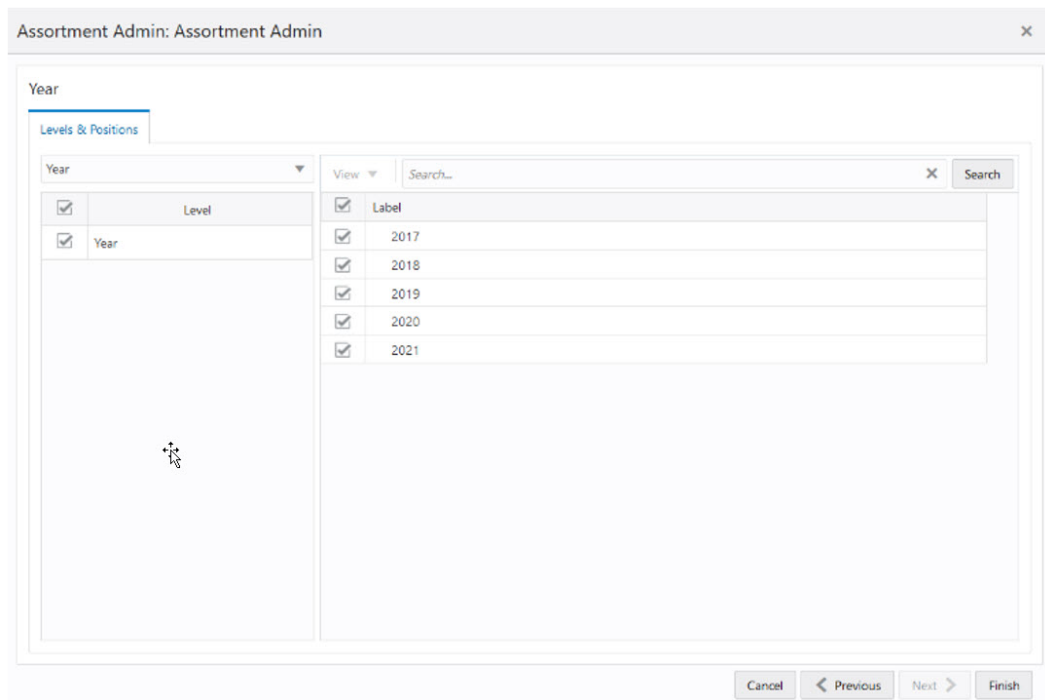 Assortment Admin: Assortment Admin
Year
Levels & Positions
Year
View Search... Search
Level
Label
Year
2017
2018
2019
2020
2021
Cancel Previous Next Finish